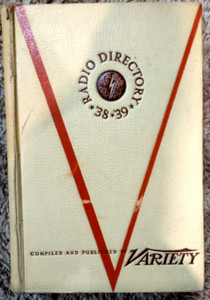 RADIO DIRECTORY
• 38 • 39 •
COMPILED AND PUBLISHED BY VARIETY